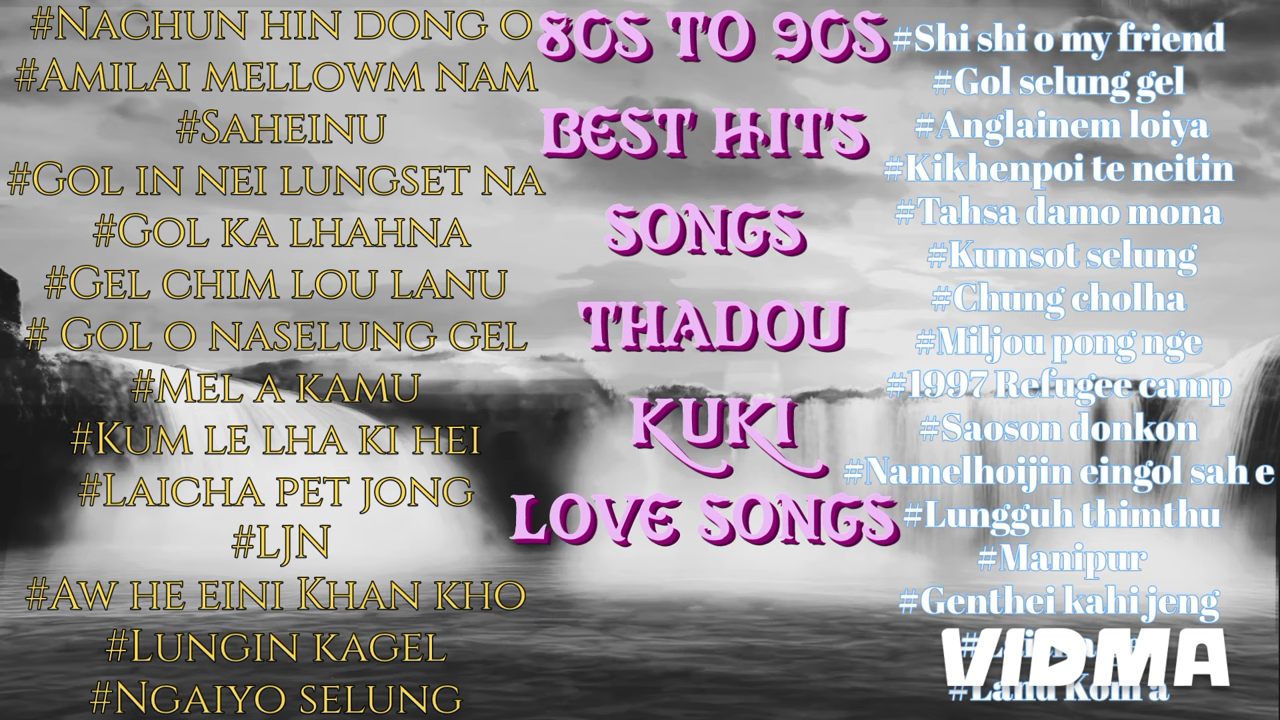 #Nachun hin dong o
#Amilai mellowm nam
#Saheinu
#Gol in nei lungset na
#Gol ka lhahna
#Gel chim lou lanu
# Gol o naselung gel
#Mel a kamu
#Kum le lha ki hei
#Laicha pet jong
#LJN
#Aw he eini Khan kho
#Lungin kagel
#Ngaiyo selung
80s to 90s
Best Hits
Songs
Thadou
Kuki
Love Songs
#Shi shi o my friend
#Gol selung gel
#Anglainem loiya
#Kikhenpoi te neitin
#Tahsa damo mona
#Kumsot selung
#Chung cholha
#Miljou pong nge
#1997 Refugee camp
#Saoson donkon
#Namelhoijin eingol sah e
#Lungguh thimthu
#Manipur
#Genthei kahi jeng
#Lanu Kom a
VIDMA